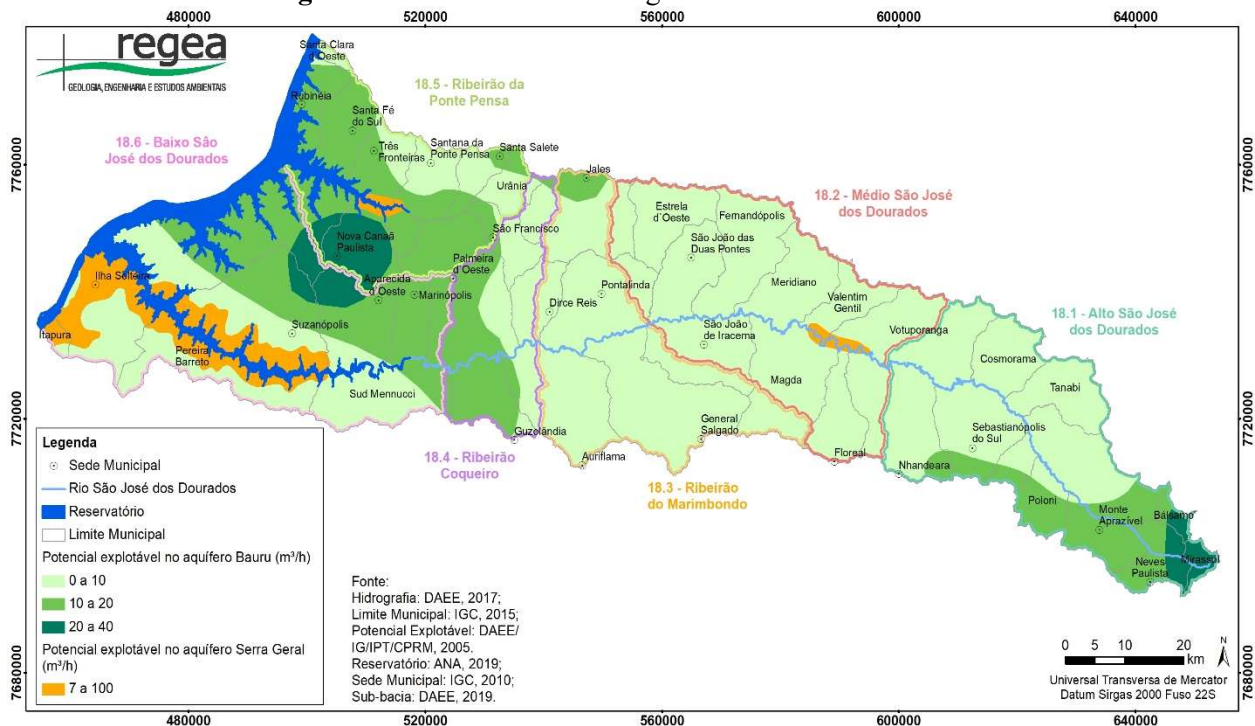 480000
520000
560000
600000
640000
regea
GEOLOGIA, ENGENHARIA E ESTUDOS AMBIENTAIS
Santa Clara
d'Oeste
18.5 - Ribeirão da
Ponte Pensa
Rubinéia
Santa Fé
do Sul
18.6 - Baixo São
José dos Dourados
Três
Fronteiras
Santana da
Ponte Pensa
Santa Salete
7760000
7760000
Jales
Urânia
18.2 - Médio São José
dos Dourados
Estrela
d'Oeste
Fernandópolis
São Francisco
Nova Canaã
Paulista
São João das
Duas Pontes
Palmeira
d'Oeste
Aparecida
d'Oeste
Marinópolis
Ilha Solteira
Meridiano
Pontalinda
Dirce Reis
Valentim
Gentil
18.1 - Alto São José
dos Dourados
Itapura
Suzanópolis
São João
de Iracema
Votuporanga
Pereira
Barreto
Cosmorama
Magda
Tanabi
Sud Mennucci
7720000
7720000
General
Salgado
Sebastianópolis
do Sul
Guzolândia
Auriflama
Floreal
Nhandeara
18.4 - Ribeirão
Coqueiro
18.3 - Ribeirão
do Marimbondo
Poloni
Monte
Aprazível
Bálsamo
Neves
Paulista
Mirassol
Legenda
Sede Municipal
Rio São José dos Dourados
Reservatório
Limite Municipal
Potencial explotável no aquífero Bauru (m³/h)
0 a 10
10 a 20
20 a 40
Potencial explotável no aquífero Serra Geral
(m³/h)
7 a 100
Fonte:
Hidrografia: DAEE, 2017;
Limite Municipal: IGC, 2015;
Potencial Explotável: DAEE/
IG/IPT/CPRM, 2005.
Reservatório: ANA, 2019;
Sede Municipal: IGC, 2010;
Sub-bacia: DAEE, 2019.
0 5 10 20
km
N
Universal Transversa de Mercator
Datum Sirgas 2000 Fuso 22S
7680000
7680000
480000
520000
560000
600000
640000